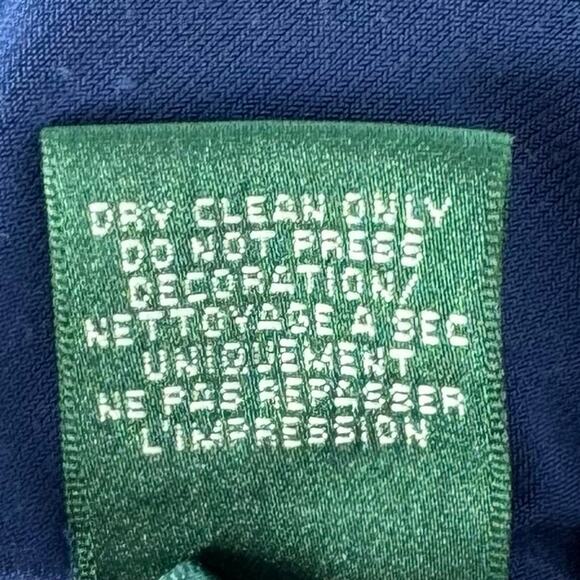 DRY CLEAN ONLY
DO NOT PRESS
DECORATION/
NETTOYAGE A SEC
UNIQUEMENT
NE PAS REPASSER
L'IMPRESSION